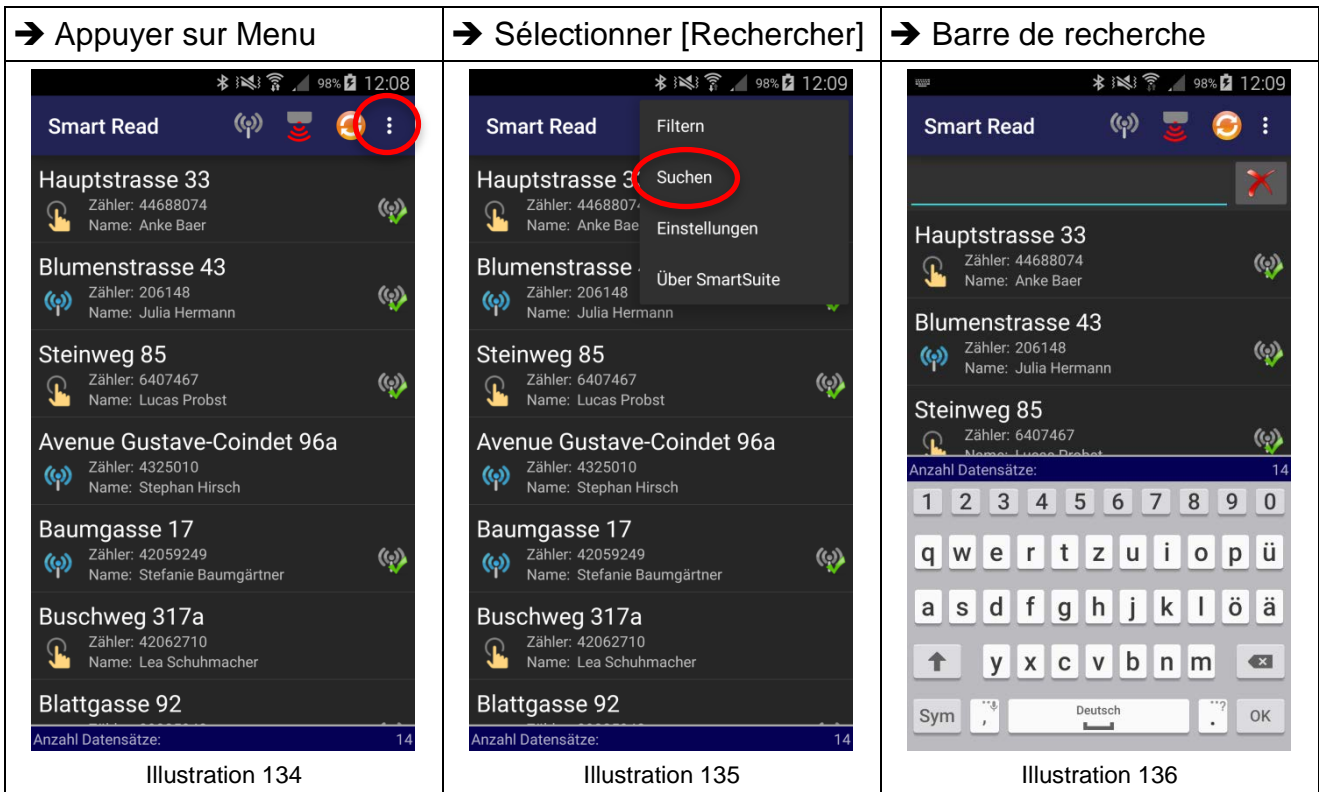 ➔ Appuyer sur Menu
98% 12:08
Smart Read
Hauptstrasse 33
Zähler: 44688074
Name: Anke Baer
Blumenstrasse 43
Zähler: 206148
Name: Julia Hermann
Steinweg 85
Zähler: 6407467
Name: Lucas Probst
Avenue Gustave-Coindet 96a
Zähler: 4325010
Name: Stephan Hirsch
Baumgasse 17
Zähler: 42059249
Name: Stefanie Baumgärtner
Buschweg 317a
Zähler: 42062710
Name: Lea Schuhmacher
Blattgasse 92
Anzahl Datensätze: 14
Illustration 134
➔ Sélectionner [Rechercher]
98% 12:09
Smart Read
Filtern
Suchen
Einstellungen
Über SmartSuite
Hauptstrasse 3
Zähler: 4468807
Name: Anke Bae
Blumenstrasse
Zähler: 206148
Name: Julia Hermann
Steinweg 85
Zähler: 6407467
Name: Lucas Probst
Avenue Gustave-Coindet 96a
Zähler: 4325010
Name: Stephan Hirsch
Baumgasse 17
Zähler: 42059249
Name: Stefanie Baumgärtner
Buschweg 317a
Zähler: 42062710
Name: Lea Schuhmacher
Blattgasse 92
Anzahl Datensätze: 14
Illustration 135
➔ Barre de recherche
98% 12:09
Smart Read
Hauptstrasse 33
Zähler: 44688074
Name: Anke Baer
Blumenstrasse 43
Zähler: 206148
Name: Julia Hermann
Steinweg 85
Zähler: 6407467
Name: Lucas Probst
Anzahl Datensätze: 14
1 2 3 4 5 6 7 8 9 0
q w e r t z u i o p ü
a s d f g h j k l ö ä
y x c v b n m
Sym , Deutsch . ? OK
Illustration 136